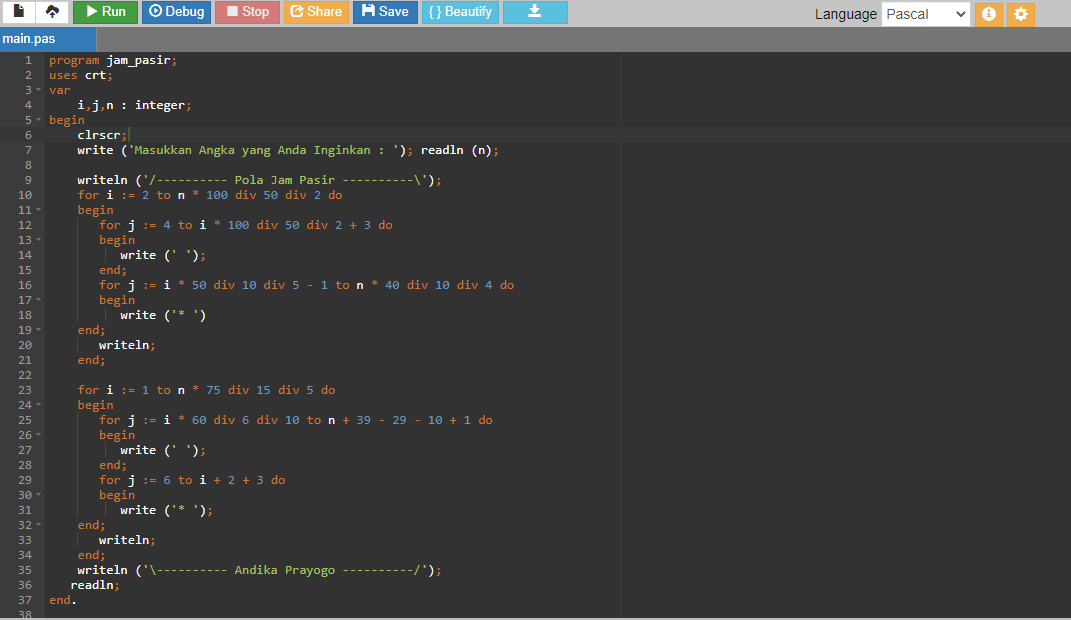 Run Debug Stop Share Save { } Beautify Language Pascal
main.pas
1 program jam_pasir;
2 uses crt;
3 var
4 i,j,n : integer;
5 begin
6 clrscr;
7 write ('Masukkan Angka yang Anda Inginkan : '); readln (n);
8
9 writeln ('/---------- Pola Jam Pasir ----------\');
10 for i := 2 to n * 100 div 50 div 2 do
11 begin
12 for j := 4 to i * 100 div 50 div 2 + 3 do
13 begin
14 write (' ');
15 end;
16 for j := i * 50 div 10 div 5 - 1 to n * 40 div 10 div 4 do
17 begin
18 write ('* ')
19 end;
20 writeln;
21 end;
22
23 for i := 1 to n * 75 div 15 div 5 do
24 begin
25 for j := i * 60 div 6 div 10 to n + 39 - 29 - 10 + 1 do
26 begin
27 write (' ');
28 end;
29 for j := 6 to i + 2 + 3 do
30 begin
31 write ('* ');
32 end;
33 writeln;
34 end;
35 writeln ('\---------- Andika Prayogo ----------/');
36 readln;
37 end.
38